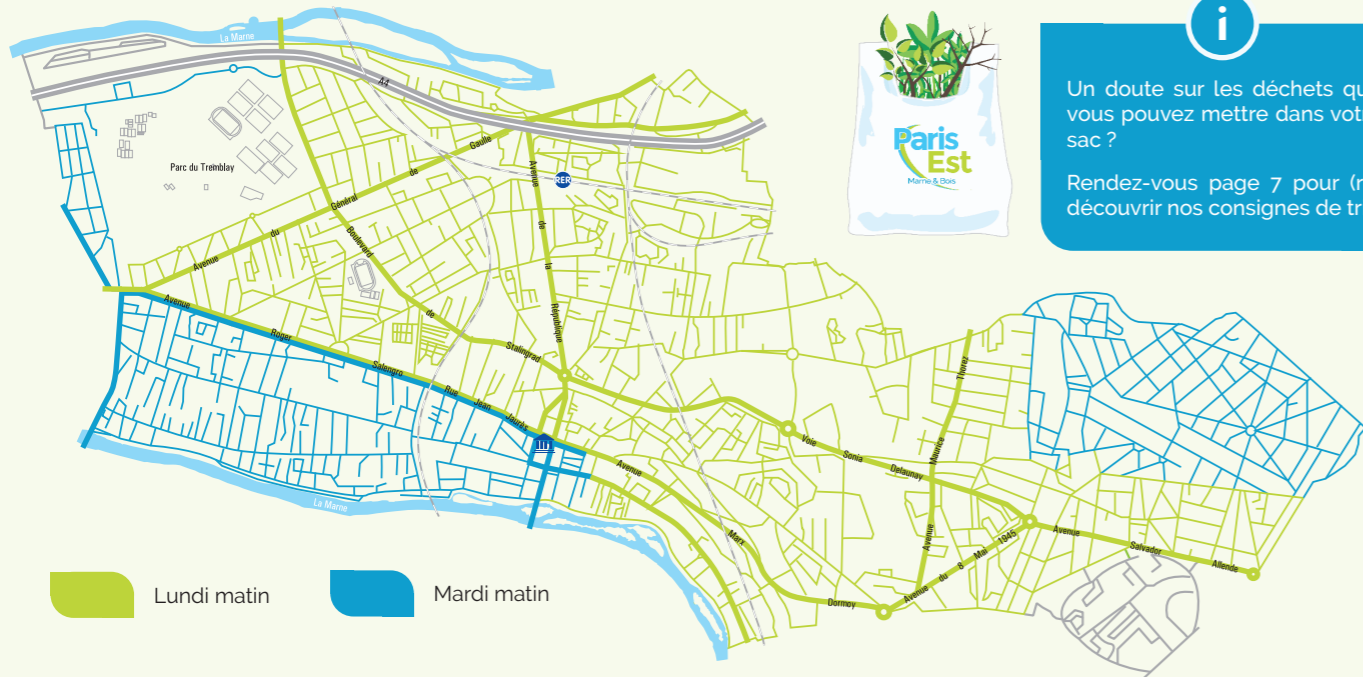 La Marne
A4
Parc du Tremblay
Avenue du Général de Gaulle
Boulevard de Stalingrad
Avenue de la République
RER
Avenue Roger Salengro
Rue Jean Jaurès
La Marne
Avenue Marx Dormoy
Voie Sonia Delaunay
Avenue Maurice Thorez
Avenue du 8 Mai 1945
Avenue Salvador Allende
Lundi matin
Mardi matin
Paris
Est
Marne & Bois
i
Un doute sur les déchets qu
vous pouvez mettre dans vot
sac ?
Rendez-vous page 7 pour (r
découvrir nos consignes de tr